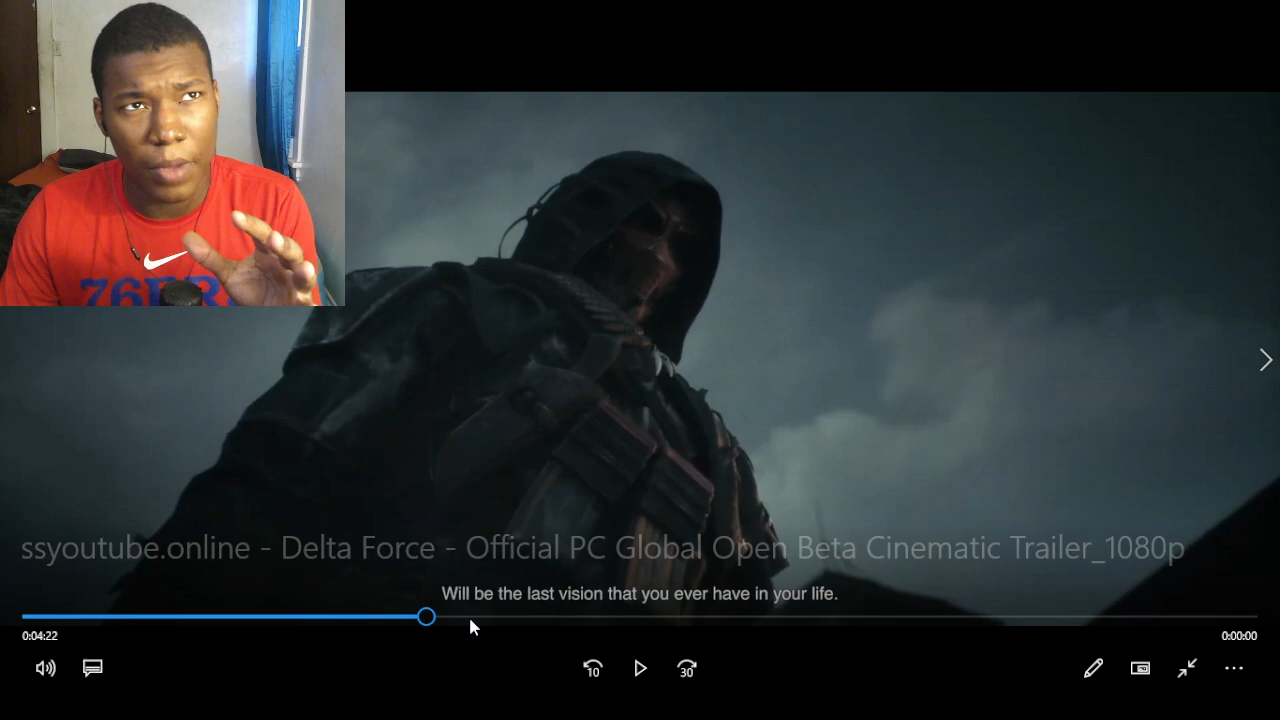 76ERS
ssyoutube.online - Delta Force - Official PC Global Open Beta Cinematic Trailer_1080p
Will be the last vision that you ever have in your life.
0:04:22
0:00:00
10
30